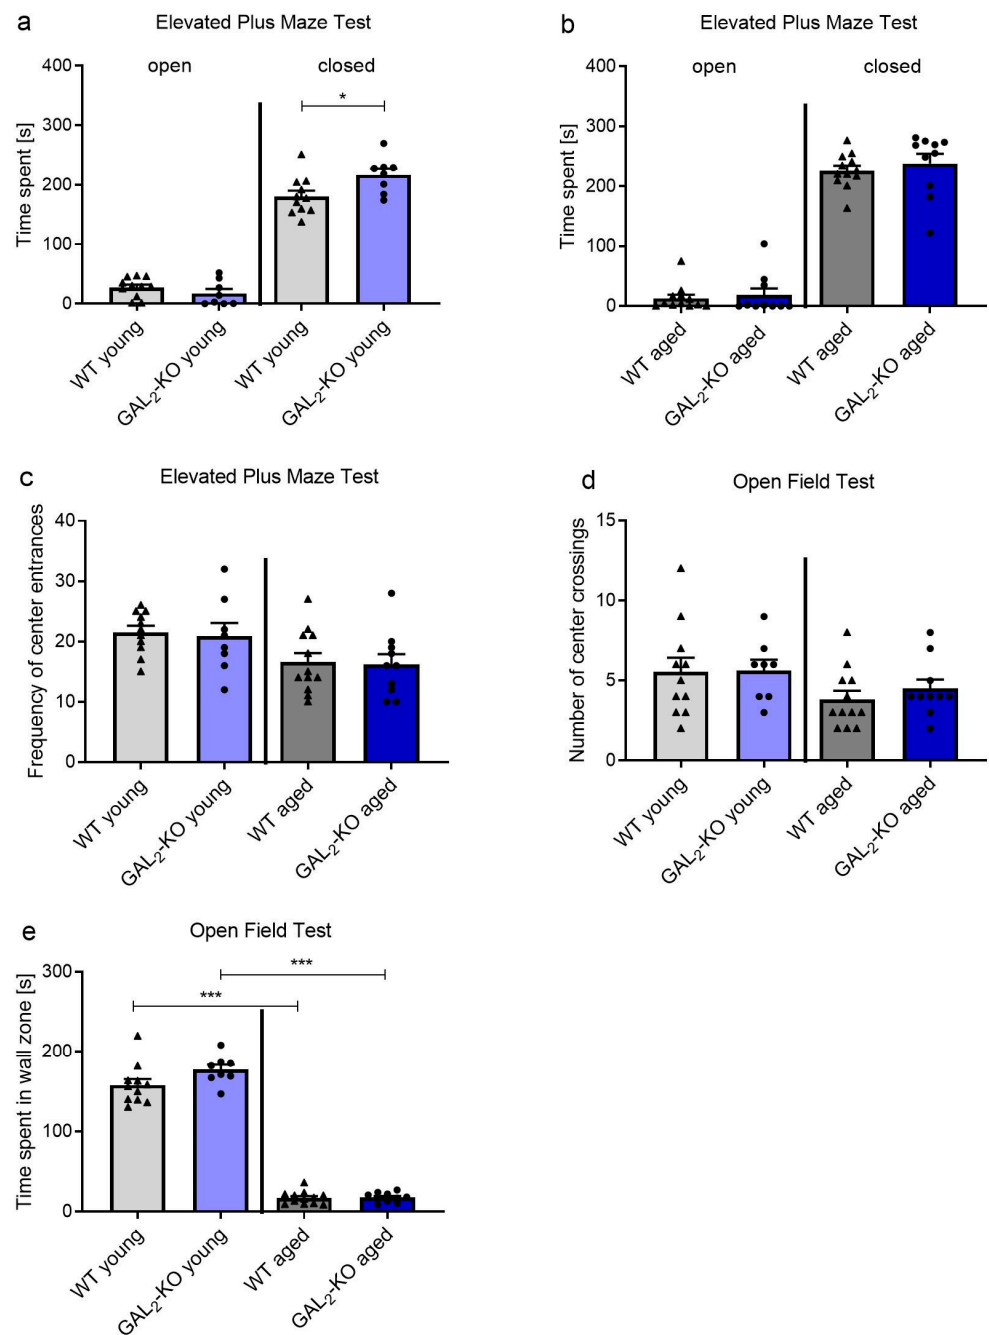 a
Elevated Plus Maze Test
open
closed
Time spent [s]
400
300
200
100
0
*
WT young
GAL₂-KO young
WT young
GAL₂-KO young
b
Elevated Plus Maze Test
open
closed
Time spent [s]
400
300
200
100
0
WT aged
GAL₂-KO aged
WT aged
GAL₂-KO aged
c
Elevated Plus Maze Test
Frequency of center entrances
40
30
20
10
0
WT young
GAL₂-KO young
WT aged
GAL₂-KO aged
d
Open Field Test
Number of center crossings
15
10
5
0
WT young
GAL₂-KO young
WT aged
GAL₂-KO aged
e
Open Field Test
Time spent in wall zone [s]
300
200
100
0
***
***
WT young
GAL₂-KO young
WT aged
GAL₂-KO aged